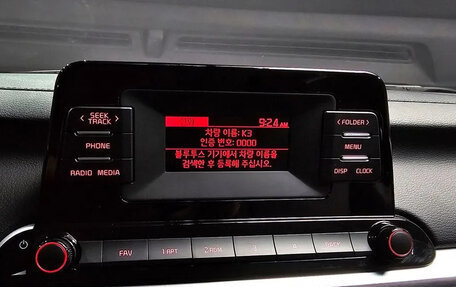 9:24 AM
차량 이름: K3
인증 번호: 0000
블루투스 기기에서 차량 이름을
검색한 후 등록해 주십시오.
< SEEK >
TRACK
PHONE
RADIO MEDIA
< FOLDER >
MENU
DISP CLOCK
FAV
1 RPT
2 RDM
3
4